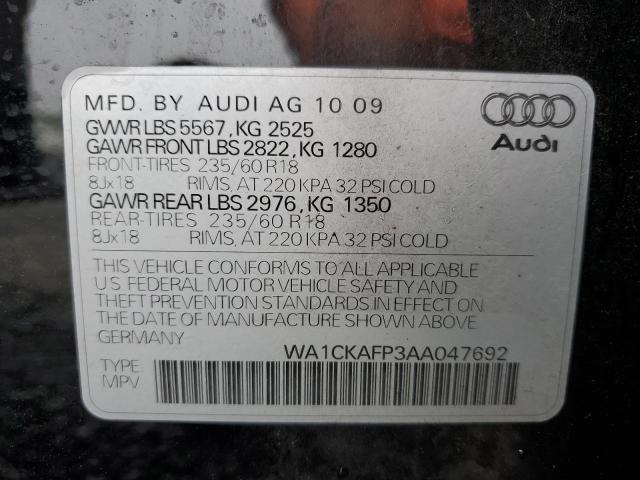 MFD. BY AUDI AG 10 09
GVWR LBS 5567, KG 2525
GAWR FRONT LBS 2822, KG 1280
FRONT-TIRES 235/60 R18
8Jx18 RIMS, AT 220 KPA 32 PSI COLD
GAWR REAR LBS 2976, KG 1350
REAR-TIRES 235/60 R18
8Jx18 RIMS, AT 220 KPA 32 PSI COLD
Audi
THIS VEHICLE CONFORMS TO ALL APPLICABLE
U.S. FEDERAL MOTOR VEHICLE SAFETY AND
THEFT PREVENTION STANDARDS IN EFFECT ON
THE DATE OF MANUFACTURE SHOWN ABOVE
GERMANY
WA1CKAFP3AA047692
TYPE
MPV